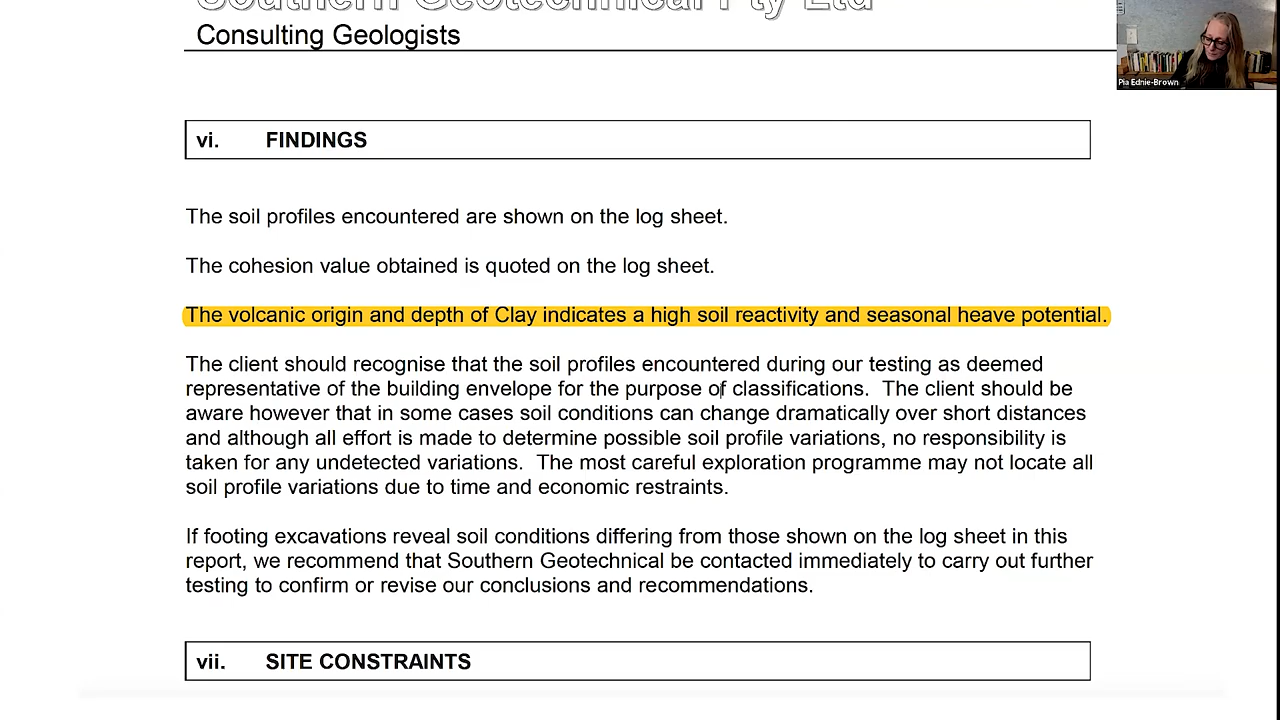 Southern Geotechnical Pty Ltd
Consulting Geologists
Pia Ednie-Brown
vi. FINDINGS
The soil profiles encountered are shown on the log sheet.
The cohesion value obtained is quoted on the log sheet.
The volcanic origin and depth of Clay indicates a high soil reactivity and seasonal heave potential.
The client should recognise that the soil profiles encountered during our testing as deemed
representative of the building envelope for the purpose of classifications. The client should be
aware however that in some cases soil conditions can change dramatically over short distances
and although all effort is made to determine possible soil profile variations, no responsibility is
taken for any undetected variations. The most careful exploration programme may not locate all
soil profile variations due to time and economic restraints.
If footing excavations reveal soil conditions differing from those shown on the log sheet in this
report, we recommend that Southern Geotechnical be contacted immediately to carry out further
testing to confirm or revise our conclusions and recommendations.
vii. SITE CONSTRAINTS